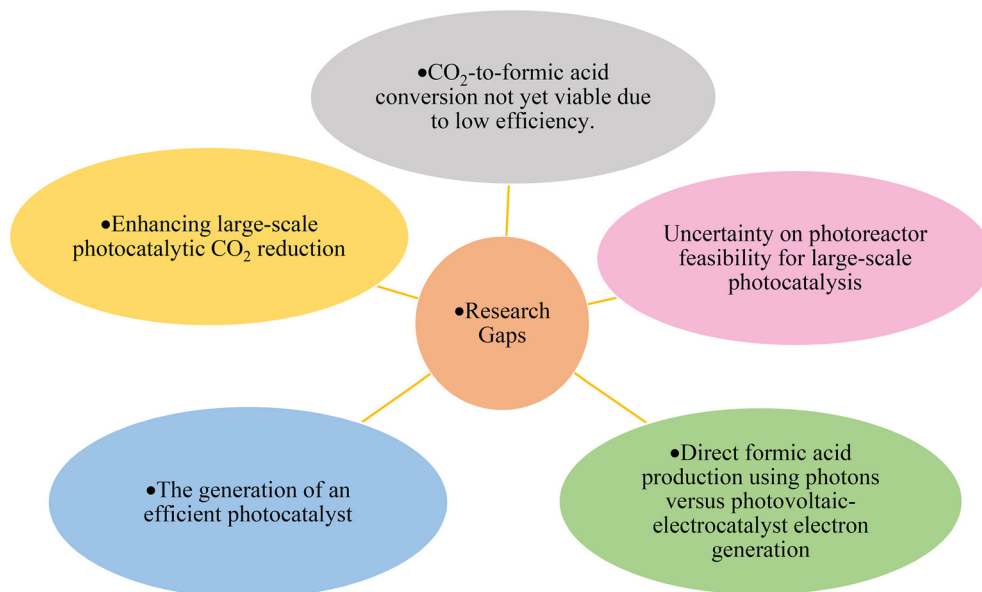 •CO₂-to-formic acid
conversion not yet viable due
to low efficiency.
•Enhancing large-scale
photocatalytic CO₂ reduction
Uncertainty on photoreactor
feasibility for large-scale
photocatalysis
•Research
Gaps
•The generation of an
efficient photocatalyst
•Direct formic acid
production using photons
versus photovoltaic-
electrocatalyst electron
generation